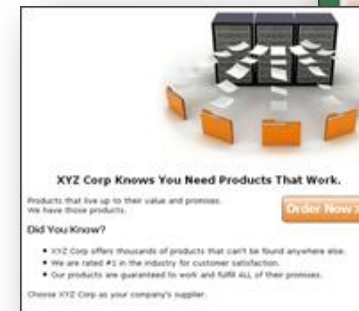 XYZ Corp Knows You Need Products That Work.
Products that live up to their value and promises.
We have those products.
Order Now
Did You Know?
XYZ Corp offers thousands of products that can't be found anywhere else.
We are rated #1 in the industry for customer satisfaction.
Our products are guaranteed to work and fulfill ALL of their promises.
Choose XYZ Corp as your company's supplier.